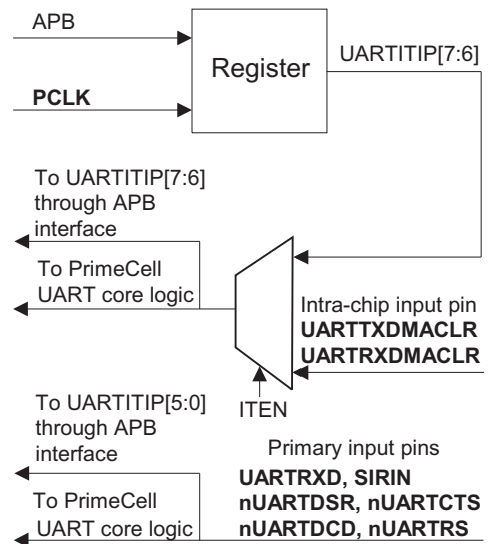 APB
Register
UARTITIP[7:6]
PCLK
To UARTITIP[7:6]
through APB
interface
To PrimeCell
UART core logic
Intra-chip input pin
UARTTXDMACLR
UARTRXDMACLR
ITEN
To UARTITIP[5:0]
through APB
interface
Primary input pins
UARTRXD, SIRIN
nUARTDSR, nUARTCTS
nUARTDCD, nUARTRS
To PrimeCell
UART core logic